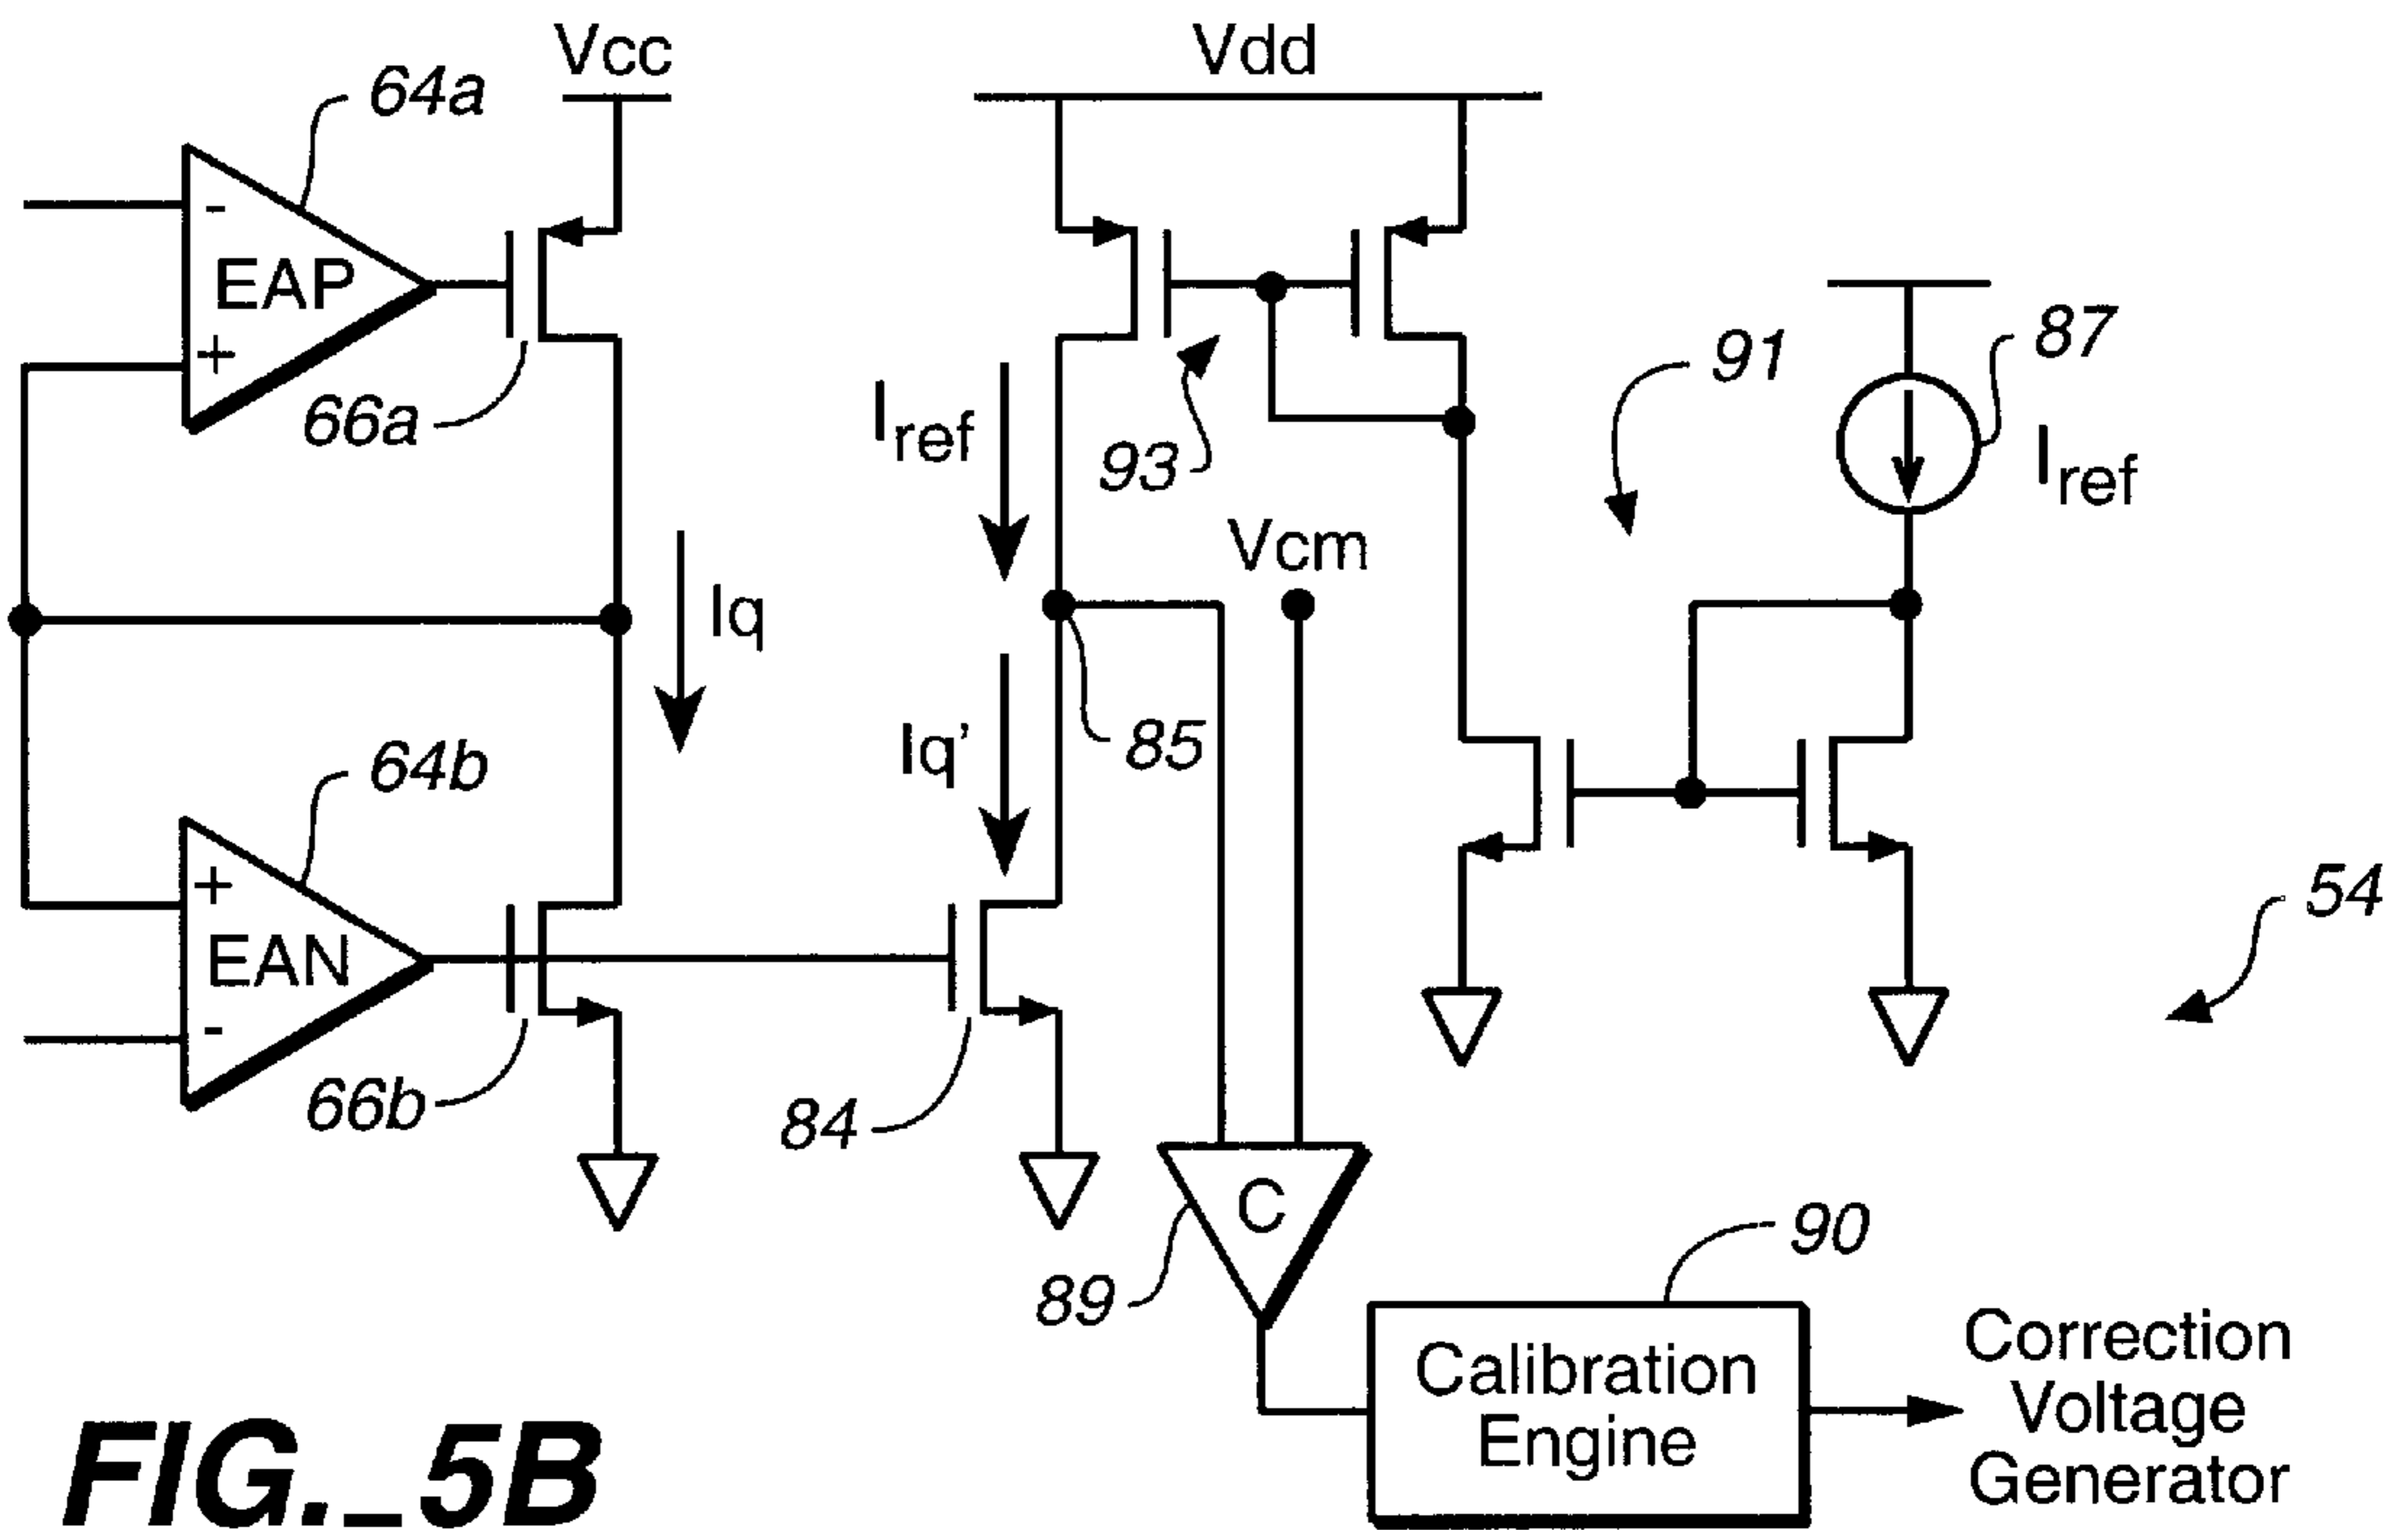 Vcc
Vdd
64a
-
EAP
+
66a
87
91
Iref
Iref
93
Vcm
Iq
85
Iq'
64b
+
EAN
-
54
66b
84
C
89
90
Calibration
Engine
Correction
Voltage
Generator
FIG._5B